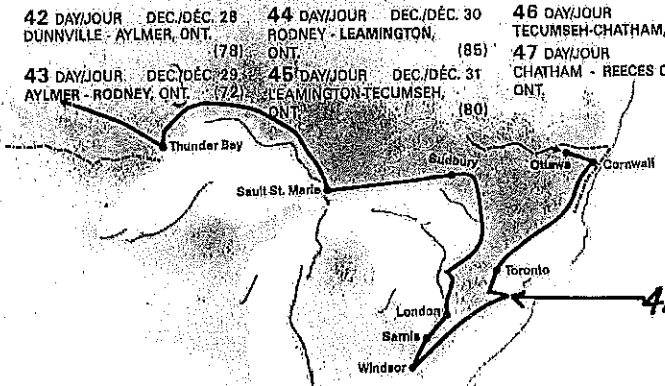 42 DAY/JOUR DEC./DÉC. 28
DUNNVILLE - AYLMER, ONT.
(78)
43 DAY/JOUR DEC./DÉC. 29
AYLMER - RODNEY, ONT. (72)
44 DAY/JOUR DEC./DÉC. 30
RODNEY - LEAMINGTON,
ONT. (85)
45 DAY/JOUR DEC./DÉC. 31
LEAMINGTON-TECUMSEH,
ONT. (80)
46 DAY/JOUR
TECUMSEH-CHATHAM,
47 DAY/JOUR
CHATHAM - REECES
ONT.
Thunder Bay
Sault St. Marie
Sudbury
Ottawa
Cornwall
Toronto
London
Sarnia
Windsor